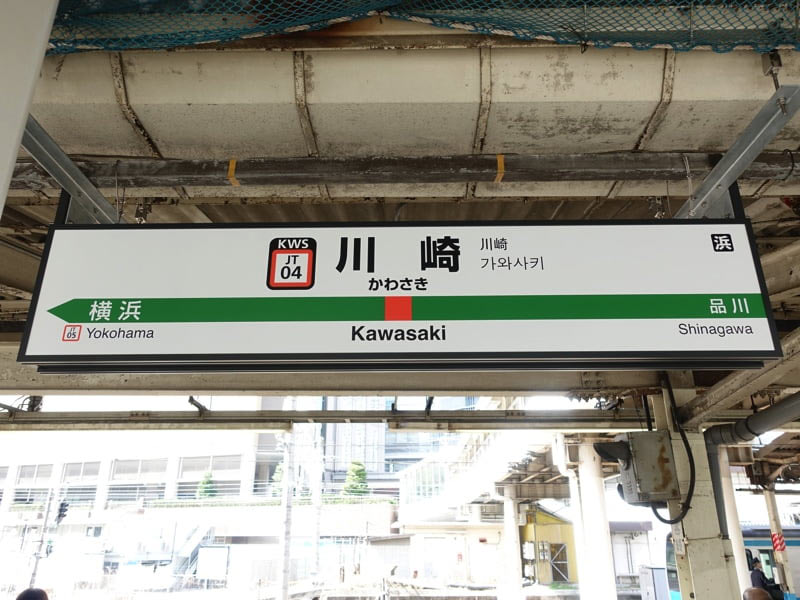 KWS
JT
04
川崎
川崎
가와사키
浜
かわさき
横浜
品川
JT
05
Yokohama
Kawasaki
Shinagawa